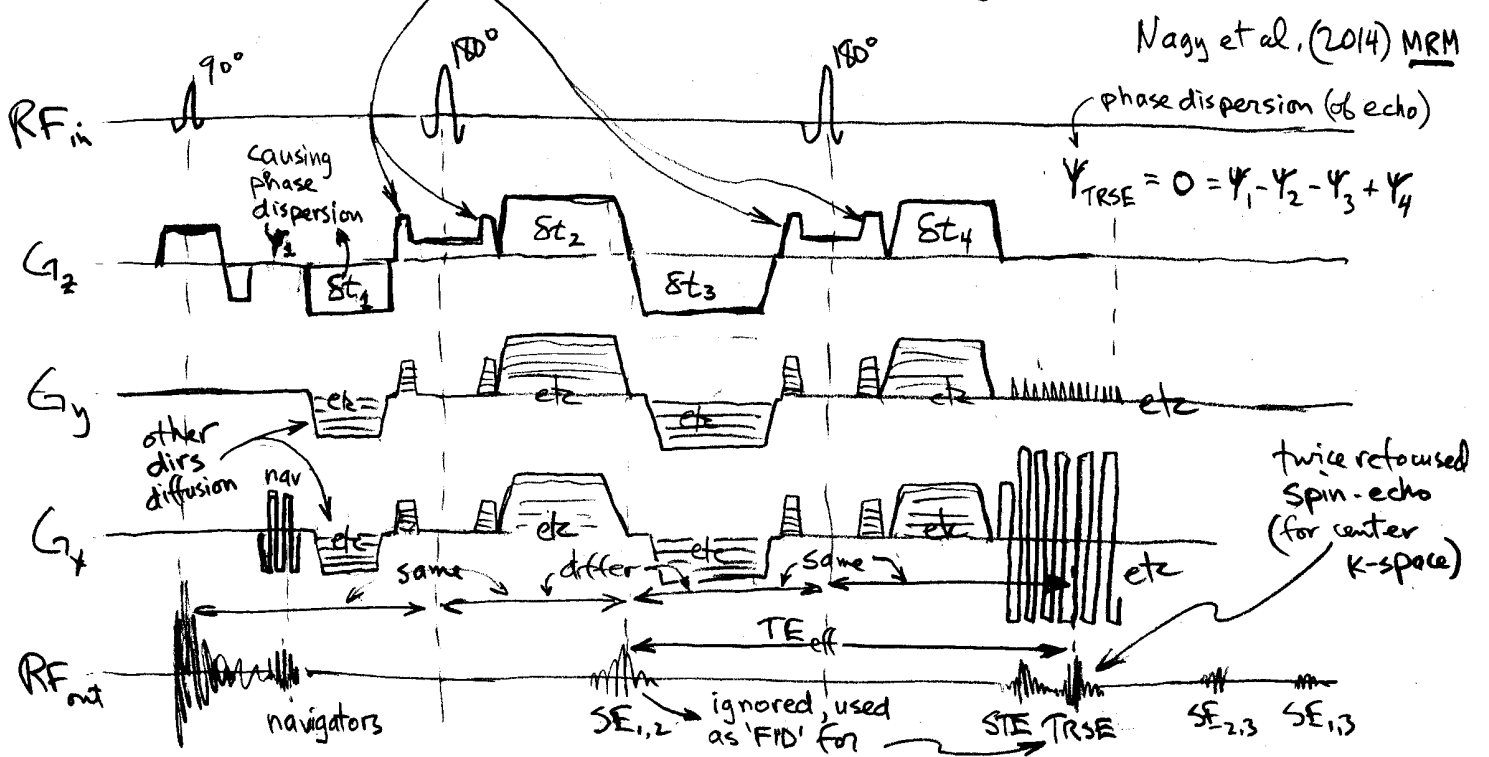 Nagy et al. (2014) MRM
90°
180°
180°
RF in
phase dispersion (of echo)
ΨTRSE = 0 = Ψ1 - Ψ2 - Ψ3 + Ψ4
causing
phase
dispersion
Ψ1
Gz
δt1
δt2
δt3
δt4
Gy
etc
etc
etc
etc
etc
other
dirs
diffusion
nav
Gx
etc
etc
etc
etc
etc
twice refocused
spin-echo
(for center
k-space)
same
differ
same
TEeff
RFout
navigators
SE1,2
ignored, used
as 'FID' for
STE
TRSE
SE2,3
SE1,3